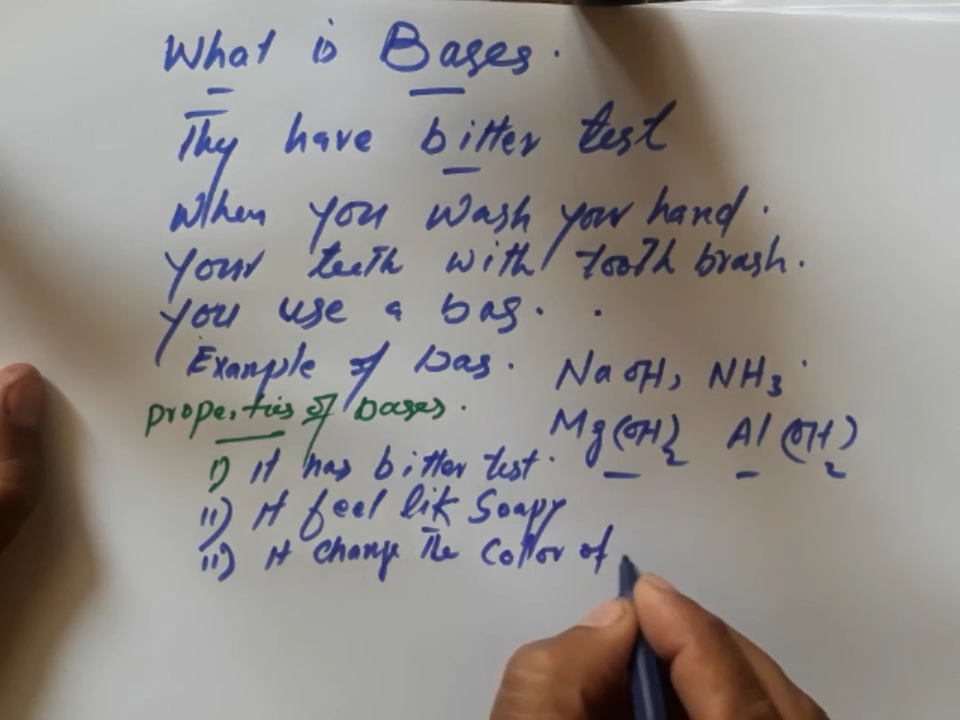 What is Bases.
Thy have bitter test
When you wash your hand.
your teeth with tooth brash.
you use a bas. .
Example of bas. NaOH, NH3
properties of bases. Mg(OH)2 Al(OH)2
i) It has bitter test.
ii) It feel lik Soapy
ii) It change the collor of